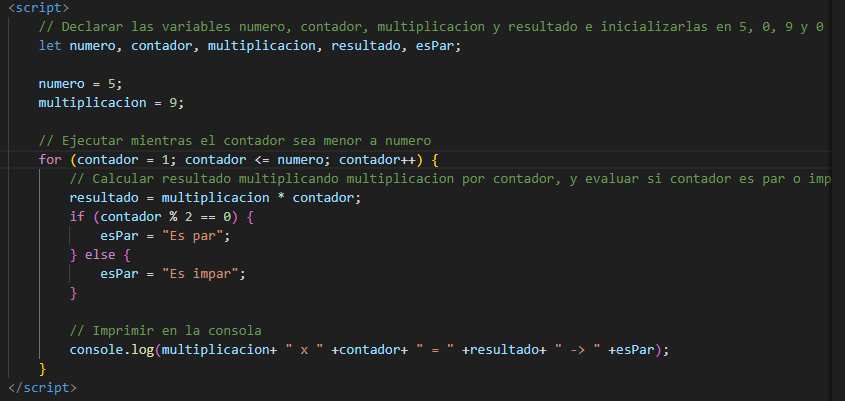 <script>
// Declarar las variables numero, contador, multiplicacion y resultado e inicializarlas en 5, 0, 9 y 0
let numero, contador, multiplicacion, resultado, esPar;
numero = 5;
multiplicacion = 9;
// Ejecutar mientras el contador sea menor a numero
for (contador = 1; contador <= numero; contador++) {
// Calcular resultado multiplicando multiplicacion por contador, y evaluar si contador es par o imp
resultado = multiplicacion * contador;
if (contador % 2 == 0) {
esPar = "Es par";
} else {
esPar = "Es impar";
}
// Imprimir en la consola
console.log(multiplicacion+ " x " +contador+ " = " +resultado+ " -> " +esPar);
}
</script>